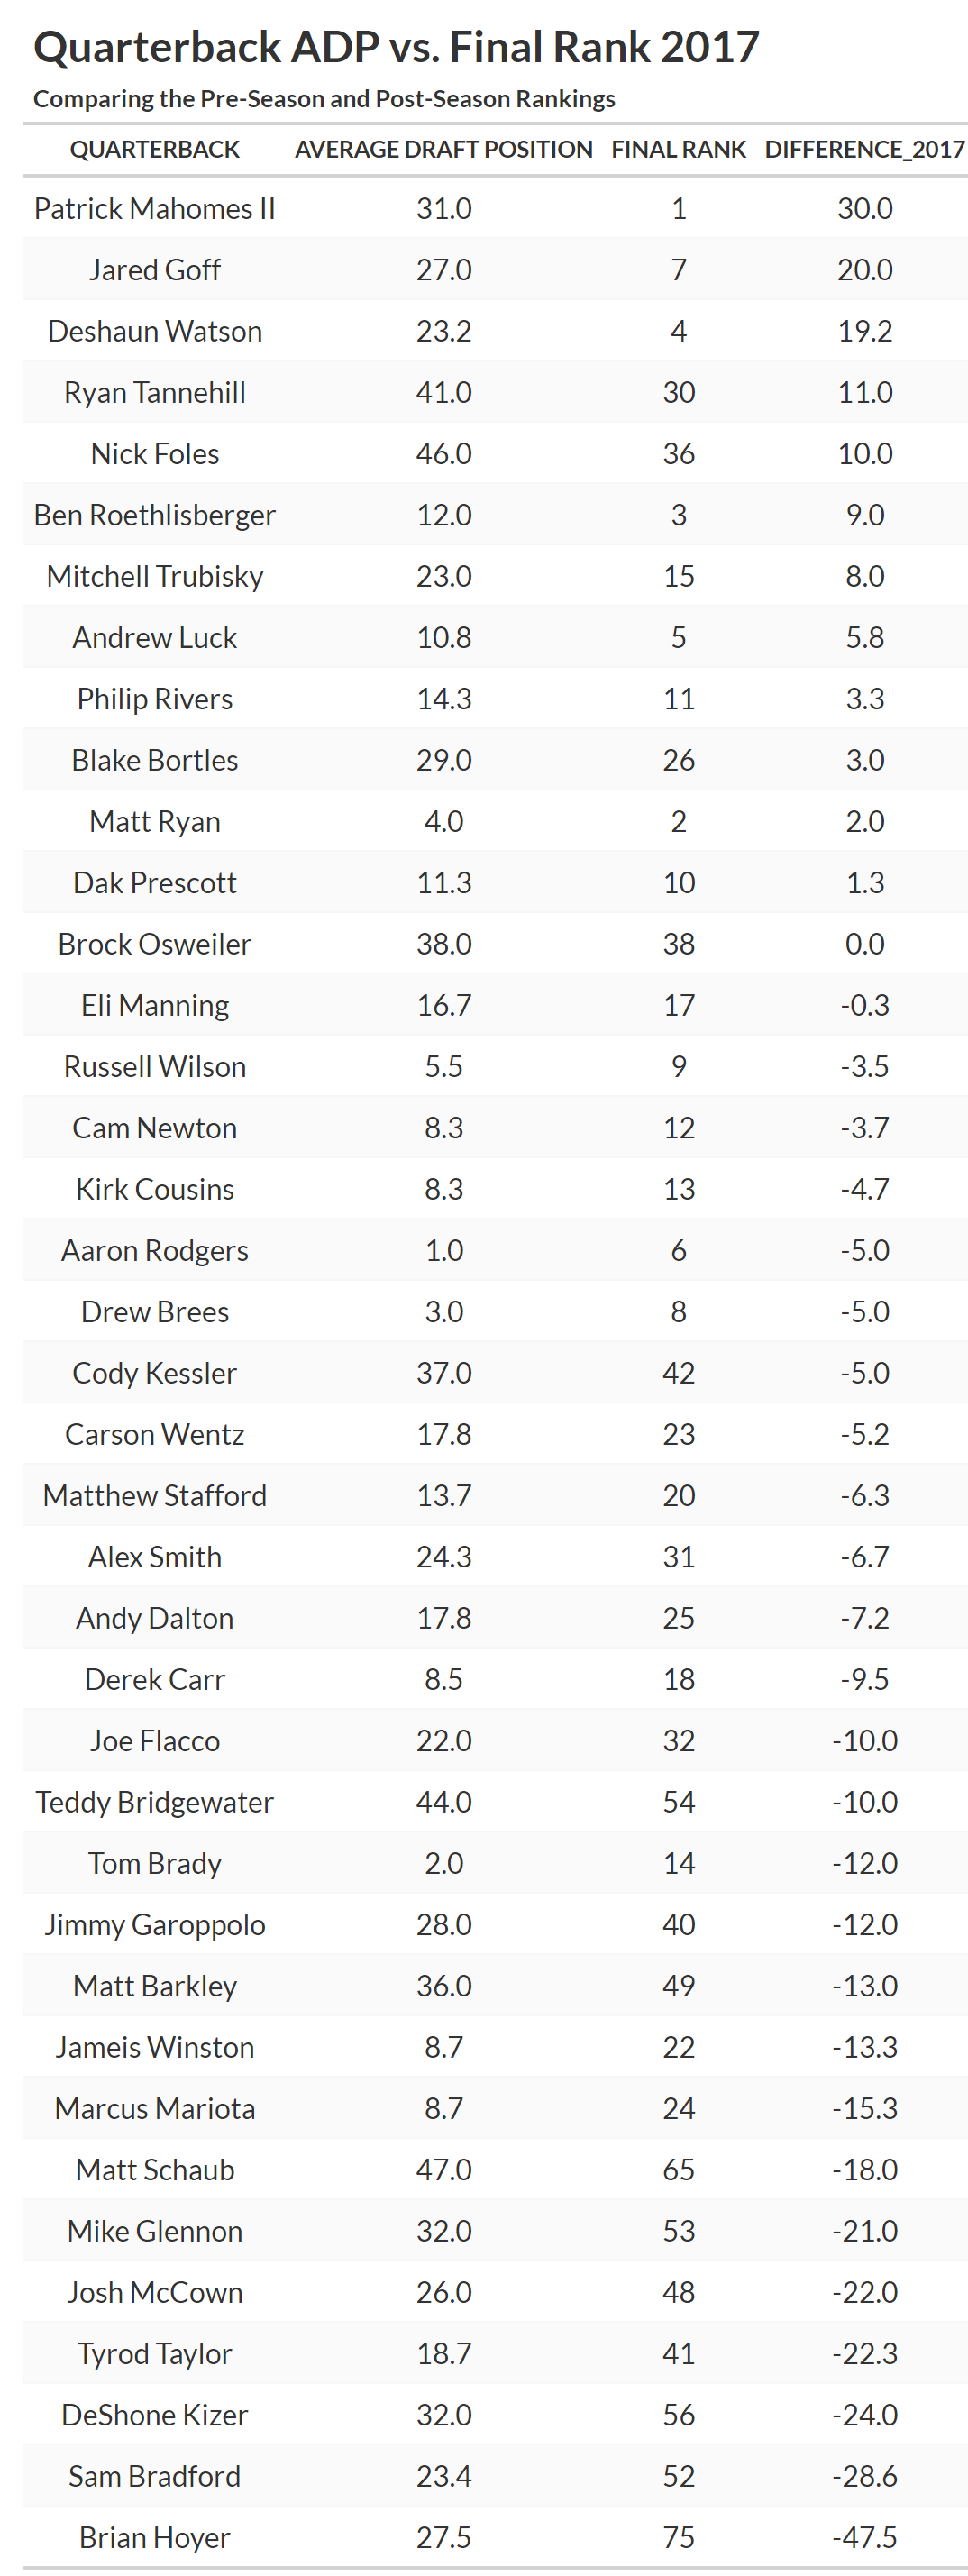 Quarterback ADP vs. Final Rank 2017
Comparing the Pre-Season and Post-Season Rankings
QUARTERBACK AVERAGE DRAFT POSITION FINAL RANK DIFFERENCE_2017
Patrick Mahomes II 31.0 1 30.0
Jared Goff 27.0 7 20.0
Deshaun Watson 23.2 4 19.2
Ryan Tannehill 41.0 30 11.0
Nick Foles 46.0 36 10.0
Ben Roethlisberger 12.0 3 9.0
Mitchell Trubisky 23.0 15 8.0
Andrew Luck 10.8 5 5.8
Philip Rivers 14.3 11 3.3
Blake Bortles 29.0 26 3.0
Matt Ryan 4.0 2 2.0
Dak Prescott 11.3 10 1.3
Brock Osweiler 38.0 38 0.0
Eli Manning 16.7 17 -0.3
Russell Wilson 5.5 9 -3.5
Cam Newton 8.3 12 -3.7
Kirk Cousins 8.3 13 -4.7
Aaron Rodgers 1.0 6 -5.0
Drew Brees 3.0 8 -5.0
Cody Kessler 37.0 42 -5.0
Carson Wentz 17.8 23 -5.2
Matthew Stafford 13.7 20 -6.3
Alex Smith 24.3 31 -6.7
Andy Dalton 17.8 25 -7.2
Derek Carr 8.5 18 -9.5
Joe Flacco 22.0 32 -10.0
Teddy Bridgewater 44.0 54 -10.0
Tom Brady 2.0 14 -12.0
Jimmy Garoppolo 28.0 40 -12.0
Matt Barkley 36.0 49 -13.0
Jameis Winston 8.7 22 -13.3
Marcus Mariota 8.7 24 -15.3
Matt Schaub 47.0 65 -18.0
Mike Glennon 32.0 53 -21.0
Josh McCown 26.0 48 -22.0
Tyrod Taylor 18.7 41 -22.3
DeShone Kizer 32.0 56 -24.0
Sam Bradford 23.4 52 -28.6
Brian Hoyer 27.5 75 -47.5